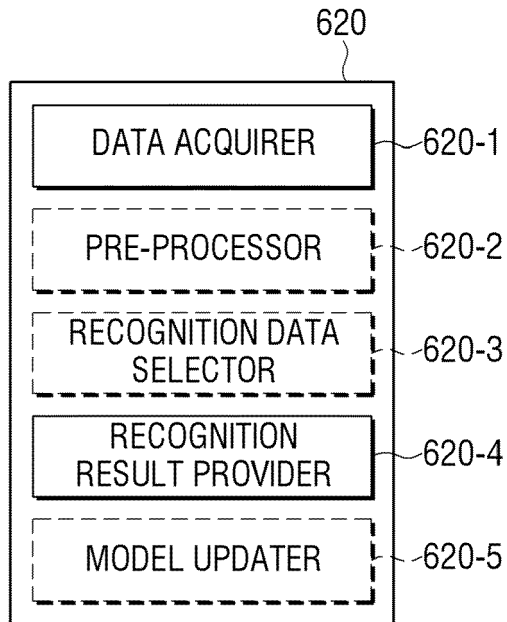 620
DATA ACQUIRER
620-1
PRE-PROCESSOR
620-2
RECOGNITION DATA
SELECTOR
620-3
RECOGNITION
RESULT PROVIDER
620-4
MODEL UPDATER
620-5